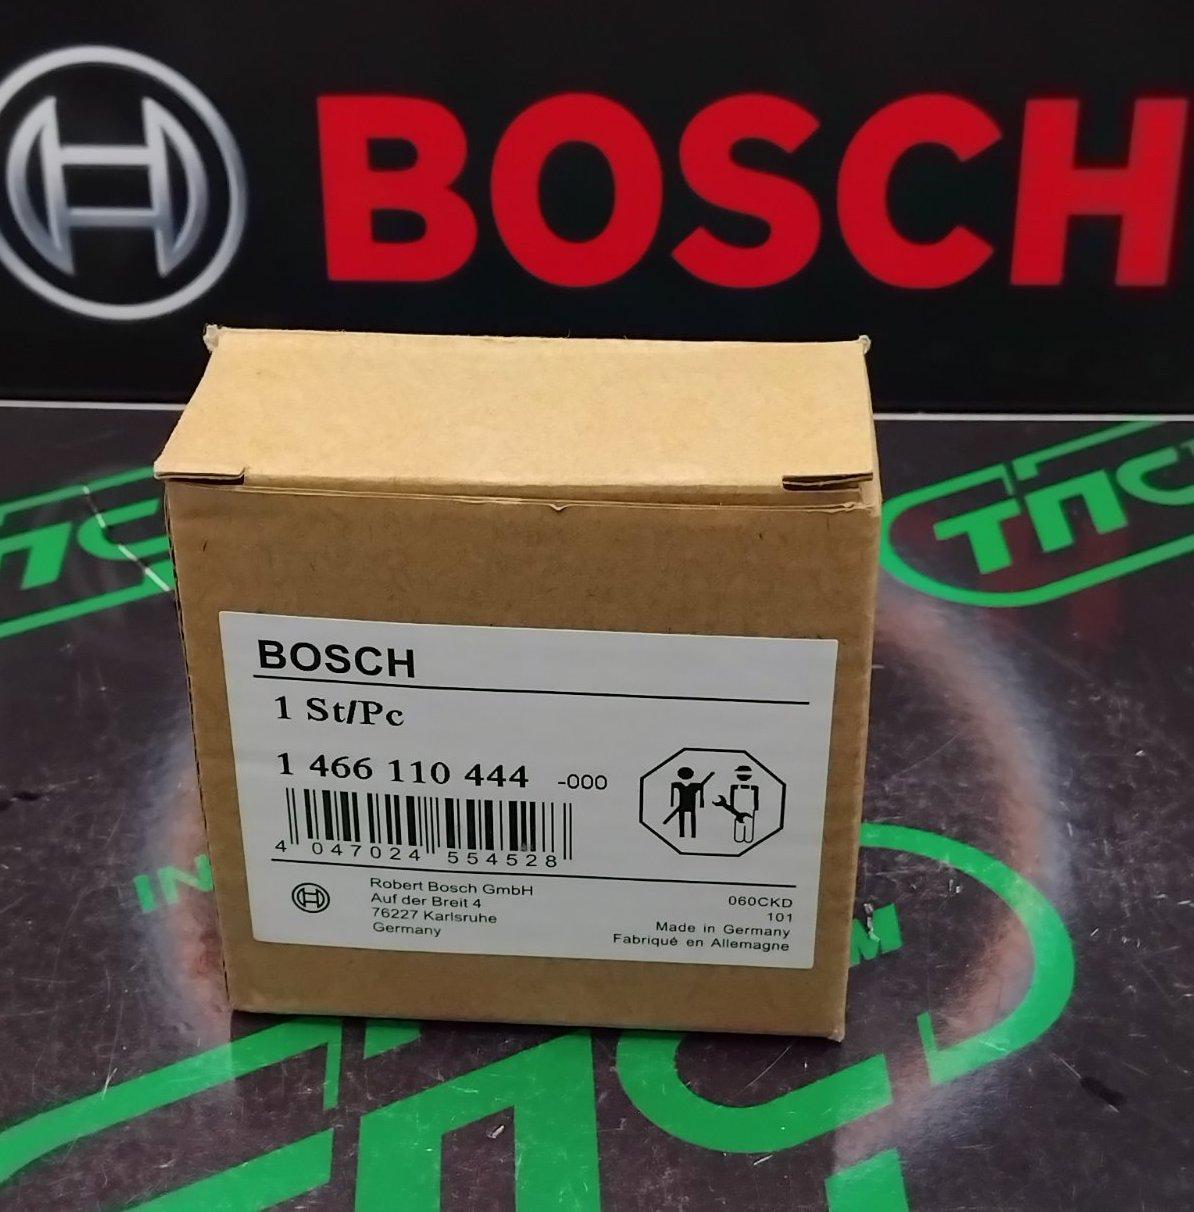 BOSCH
тпс
тпс
BOSCH
1 St/Pc
1 466 110 444 -000
4 047024 554528
Robert Bosch GmbH
Auf der Breit 4
76227 Karlsruhe
Germany
060CKD
101
Made in Germany
Fabriqué en Allemagne
тпс